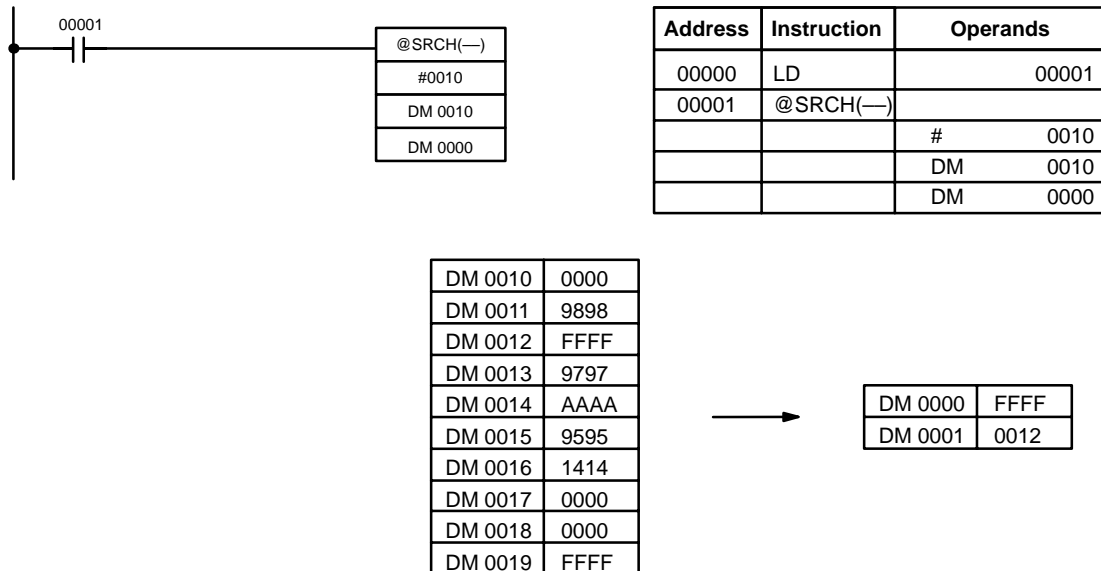 00001
@SRCH(—)
#0010
DM 0010
DM 0000
Address Instruction Operands
00000 LD 00001
00001 @SRCH(—)
# 0010
DM 0010
DM 0000
DM 0010 0000
DM 0011 9898
DM 0012 FFFF
DM 0013 9797
DM 0014 AAAA
DM 0015 9595
DM 0016 1414
DM 0017 0000
DM 0018 0000
DM 0019 FFFF
DM 0000 FFFF
DM 0001 0012